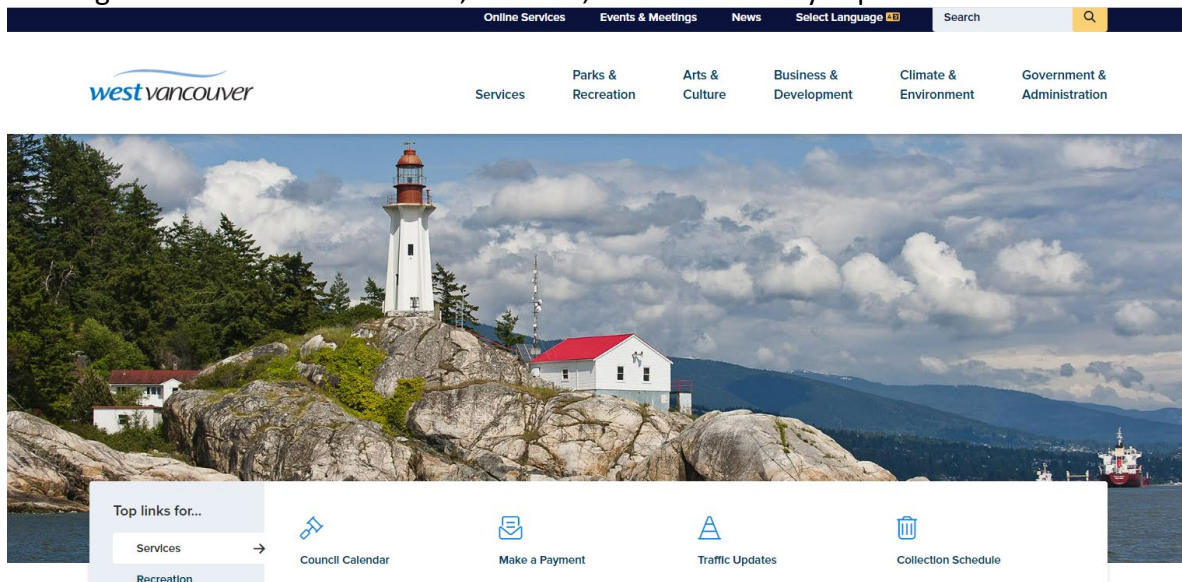 Online Services Events & Meetings News Select Language Search
west vancouver
Services
Parks & Recreation
Arts & Culture
Business & Development
Climate & Environment
Government & Administration
Top links for...
Services
Recreation
Council Calendar
Make a Payment
Traffic Updates
Collection Schedule